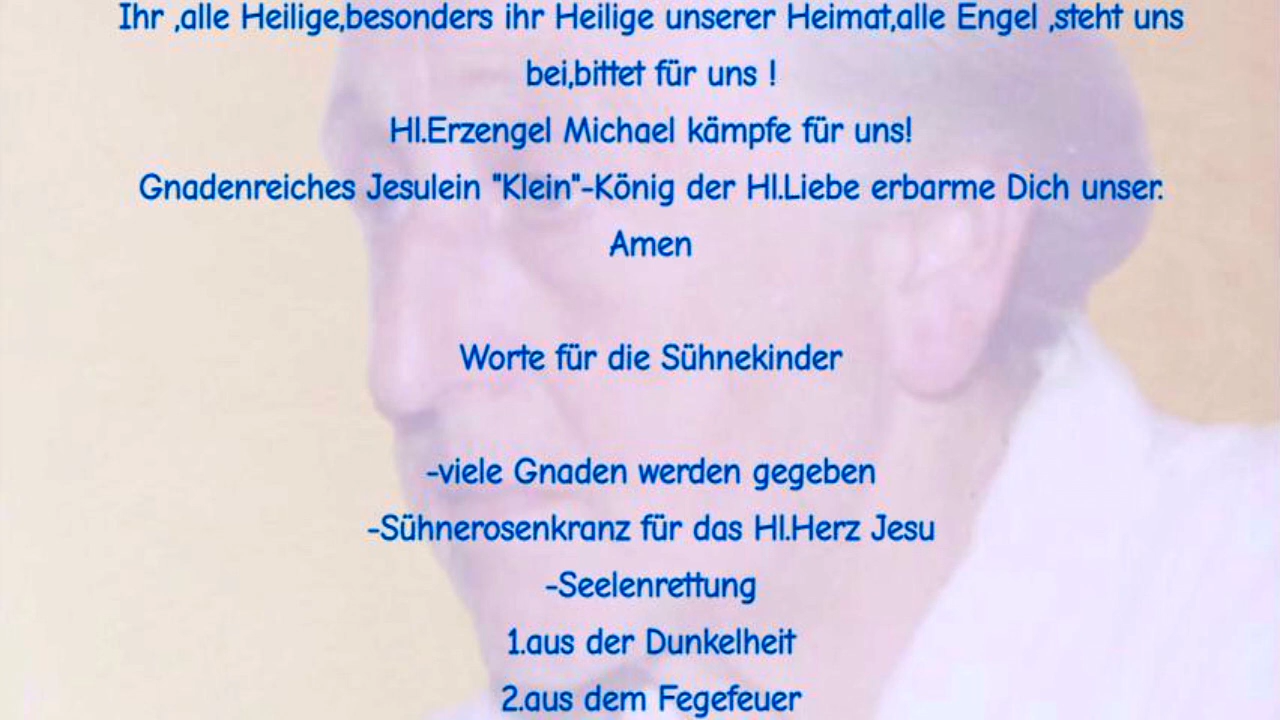 Ihr ,alle Heilige,besonders ihr Heilige unserer Heimat,alle Engel ,steht uns
bei,bittet für uns !
Hl.Erzengel Michael kämpfe für uns!
Gnadenreiches Jesulein "Klein"-König der Hl.Liebe erbarme Dich unser.
Amen
Worte für die Sühnekinder
-viele Gnaden werden gegeben
-Sühnerosenkranz für das Hl.Herz Jesu
-Seelenrettung
1.aus der Dunkelheit
2.aus dem Fegefeuer